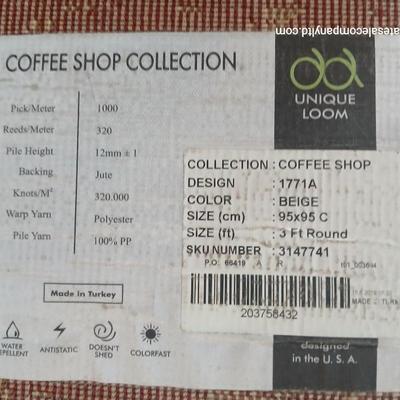 atesalecompanyltd.com
COFFEE SHOP COLLECTION
UNIQUE
LOOM
Pick/Meter 1000
Reeds/Meter 320
Pile Height 12mm ± 1
Backing Jute
Knots/M² 320.000
Warp Yarn Polyester
Pile Yarn 100% PP
COLLECTION : COFFEE SHOP
DESIGN : 1771A
COLOR : BEIGE
SIZE (cm) : 95x95 C
SIZE (ft) : 3 Ft Round
SKU NUMBER : 3147741
P.O. 66419 A R
203758432
MADE
Made in Turkey
WATER
REPELLENT
ANTISTATIC
DOESN'T
SHED
COLORFAST
designed
in the U. S. A.